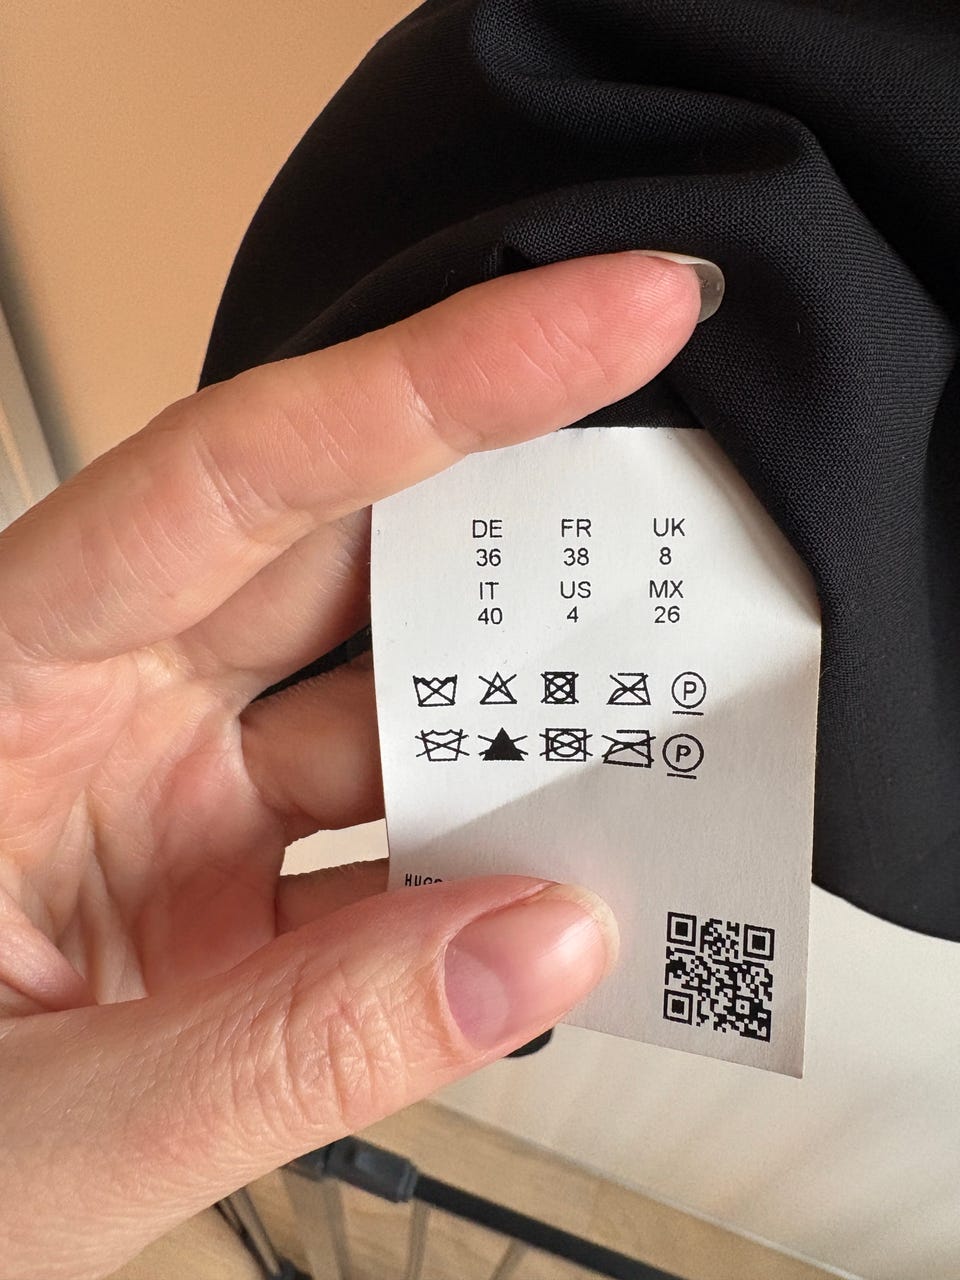 DE FR UK
36 38 8
IT US MX
40 4 26
P
P